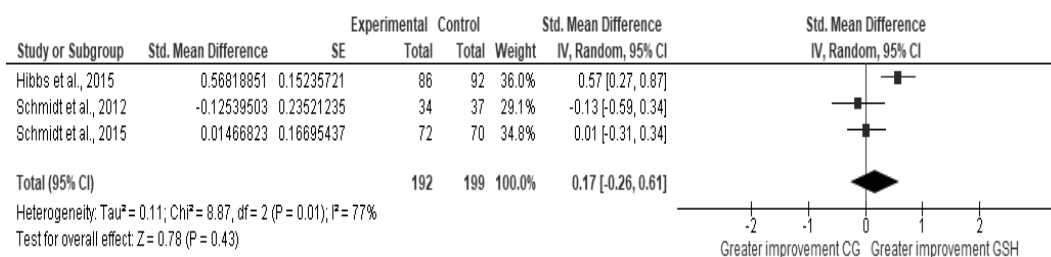 Experimental Control Std. Mean Difference Std. Mean Difference
Study or Subgroup Std. Mean Difference SE Total Total Weight IV, Random, 95% CI IV, Random, 95% CI
Hibbs et al., 2015 0.56818851 0.15235721 86 92 36.0% 0.57 [0.27, 0.87]
Schmidt et al., 2012 -0.12539503 0.23521235 34 37 29.1% -0.13 [-0.59, 0.34]
Schmidt et al., 2015 0.01466823 0.16695437 72 70 34.8% 0.01 [-0.31, 0.34]
Total (95% CI) 192 199 100.0% 0.17 [-0.26, 0.61]
Heterogeneity: Tau² = 0.11; Chi² = 8.87, df = 2 (P = 0.01); I² = 77%
Test for overall effect: Z = 0.78 (P = 0.43)
-2 -1 0 1 2
Greater improvement CG Greater improvement GSH